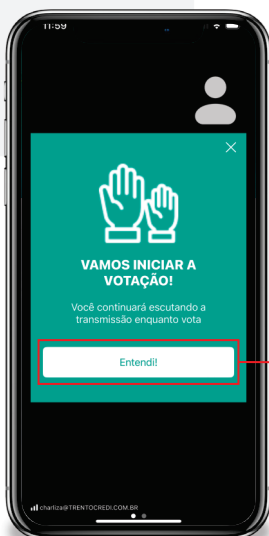 11:59
VAMOS INICIAR A
VOTAÇÃO!
Você continuará escutando a
transmissão enquanto vota
Entendi!
charliza@TRENTOCREDI.COM.BR